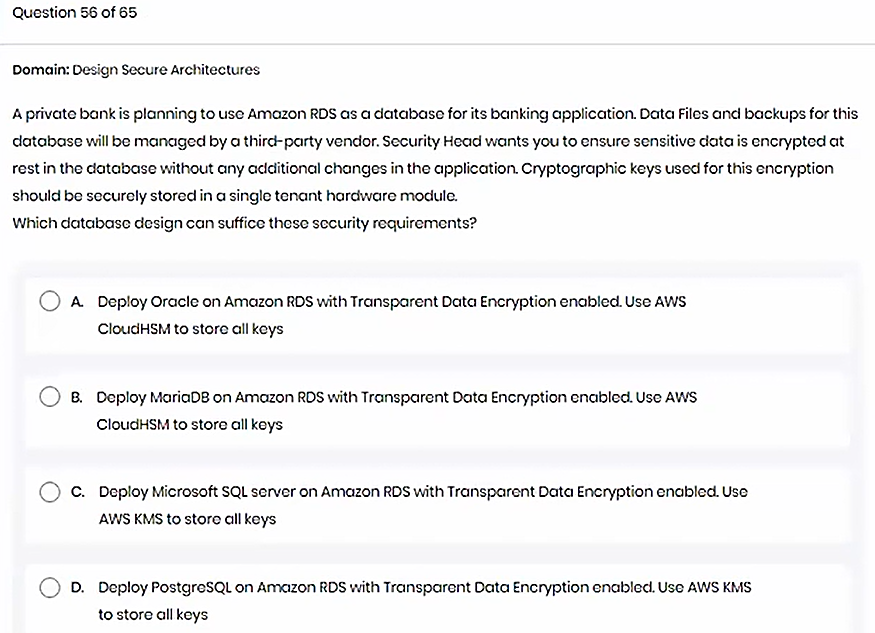 Question 56 of 65
Domain: Design Secure Architectures
A private bank is planning to use Amazon RDS as a database for its banking application. Data Files and backups for this
database will be managed by a third-party vendor. Security Head wants you to ensure sensitive data is encrypted at
rest in the database without any additional changes in the application. Cryptographic keys used for this encryption
should be securely stored in a single tenant hardware module.
Which database design can suffice these security requirements?
A. Deploy Oracle on Amazon RDS with Transparent Data Encryption enabled. Use AWS
CloudHSM to store all keys
B. Deploy MariaDB on Amazon RDS with Transparent Data Encryption enabled. Use AWS
CloudHSM to store all keys
C. Deploy Microsoft SQL server on Amazon RDS with Transparent Data Encryption enabled. Use
AWS KMS to store all keys
D. Deploy PostgreSQL on Amazon RDS with Transparent Data Encryption enabled. Use AWS KMS
to store all keys